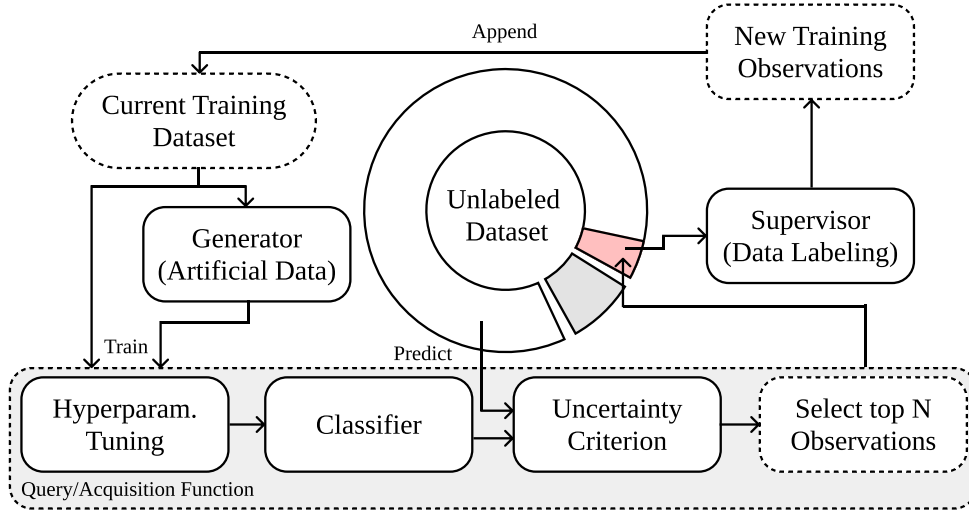 Append
New Training
Observations
Current Training
Dataset
Unlabeled
Dataset
Supervisor
(Data Labeling)
Generator
(Artificial Data)
Train
Predict
Hyperparam.
Tuning
Classifier
Uncertainty
Criterion
Select top N
Observations
Query/Acquisition Function